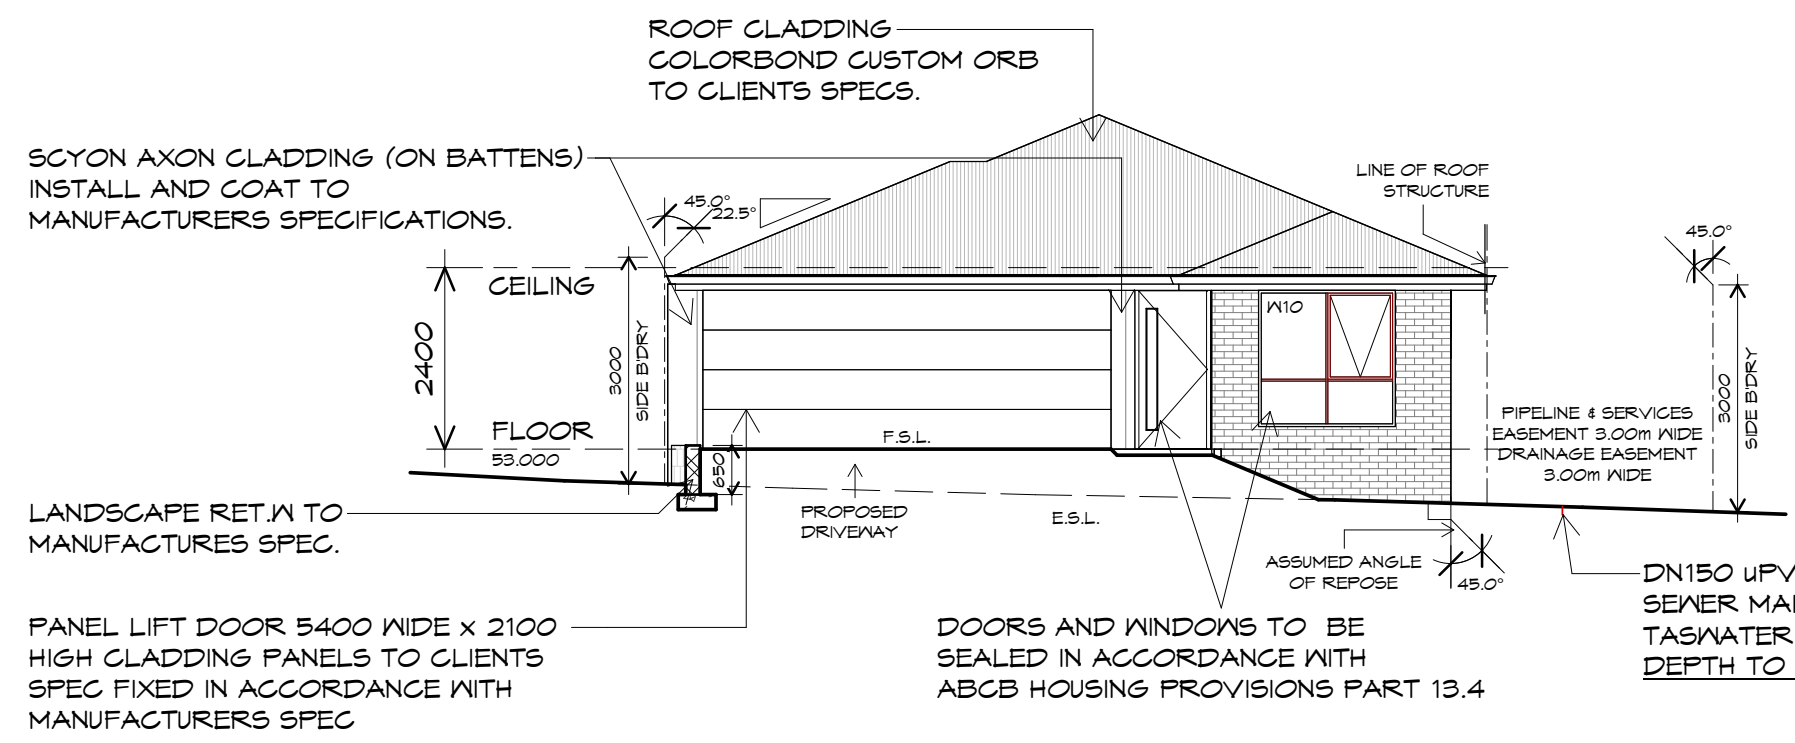 ROOF CLADDING
COLORBOND CUSTOM ORB
TO CLIENTS SPECS.
SCYON AXON CLADDING (ON BATTENS)
INSTALL AND COAT TO
MANUFACTURERS SPECIFICATIONS.
45.0°
22.5°
LINE OF ROOF
STRUCTURE
45.0°
CEILING
2400
3000
SIDE B'DRY
W10
FLOOR
53.000
F.S.L.
650
PIPELINE & SERVICES
EASEMENT 3.00m WIDE
DRAINAGE EASEMENT
3.00m WIDE
3000
SIDE B'DRY
LANDSCAPE RET.W TO
MANUFACTURES SPEC.
PROPOSED
DRIVEWAY
E.S.L.
ASSUMED ANGLE
OF REPOSE
45.0°
PANEL LIFT DOOR 5400 WIDE x 2100
HIGH CLADDING PANELS TO CLIENTS
SPEC FIXED IN ACCORDANCE WITH
MANUFACTURERS SPEC
DOORS AND WINDOWS TO BE
SEALED IN ACCORDANCE WITH
ABCB HOUSING PROVISIONS PART 13.4
DN150 uPV
SEWER MAI
TASWATER
DEPTH TO